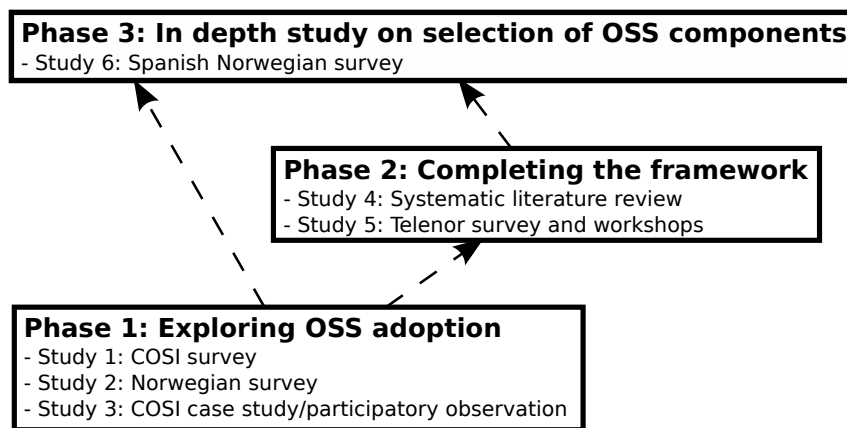 Phase 3: In depth study on selection of OSS components
- Study 6: Spanish Norwegian survey
Phase 2: Completing the framework
- Study 4: Systematic literature review
- Study 5: Telenor survey and workshops
Phase 1: Exploring OSS adoption
- Study 1: COSI survey
- Study 2: Norwegian survey
- Study 3: COSI case study/participatory observation